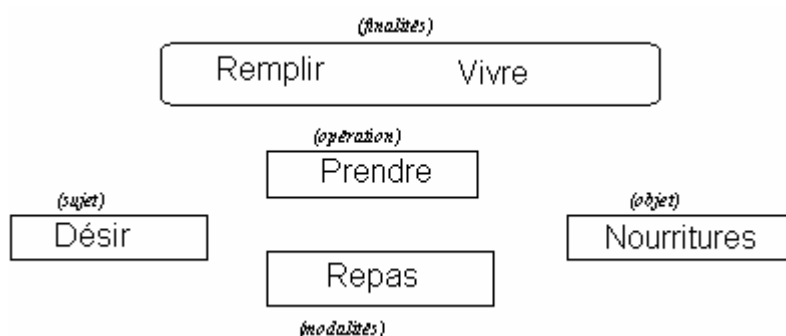 (finalités)
Remplir Vivre
(opération)
Prendre
(sujet)
(objet)
Désir
Nourritures
Repas
(modalités)